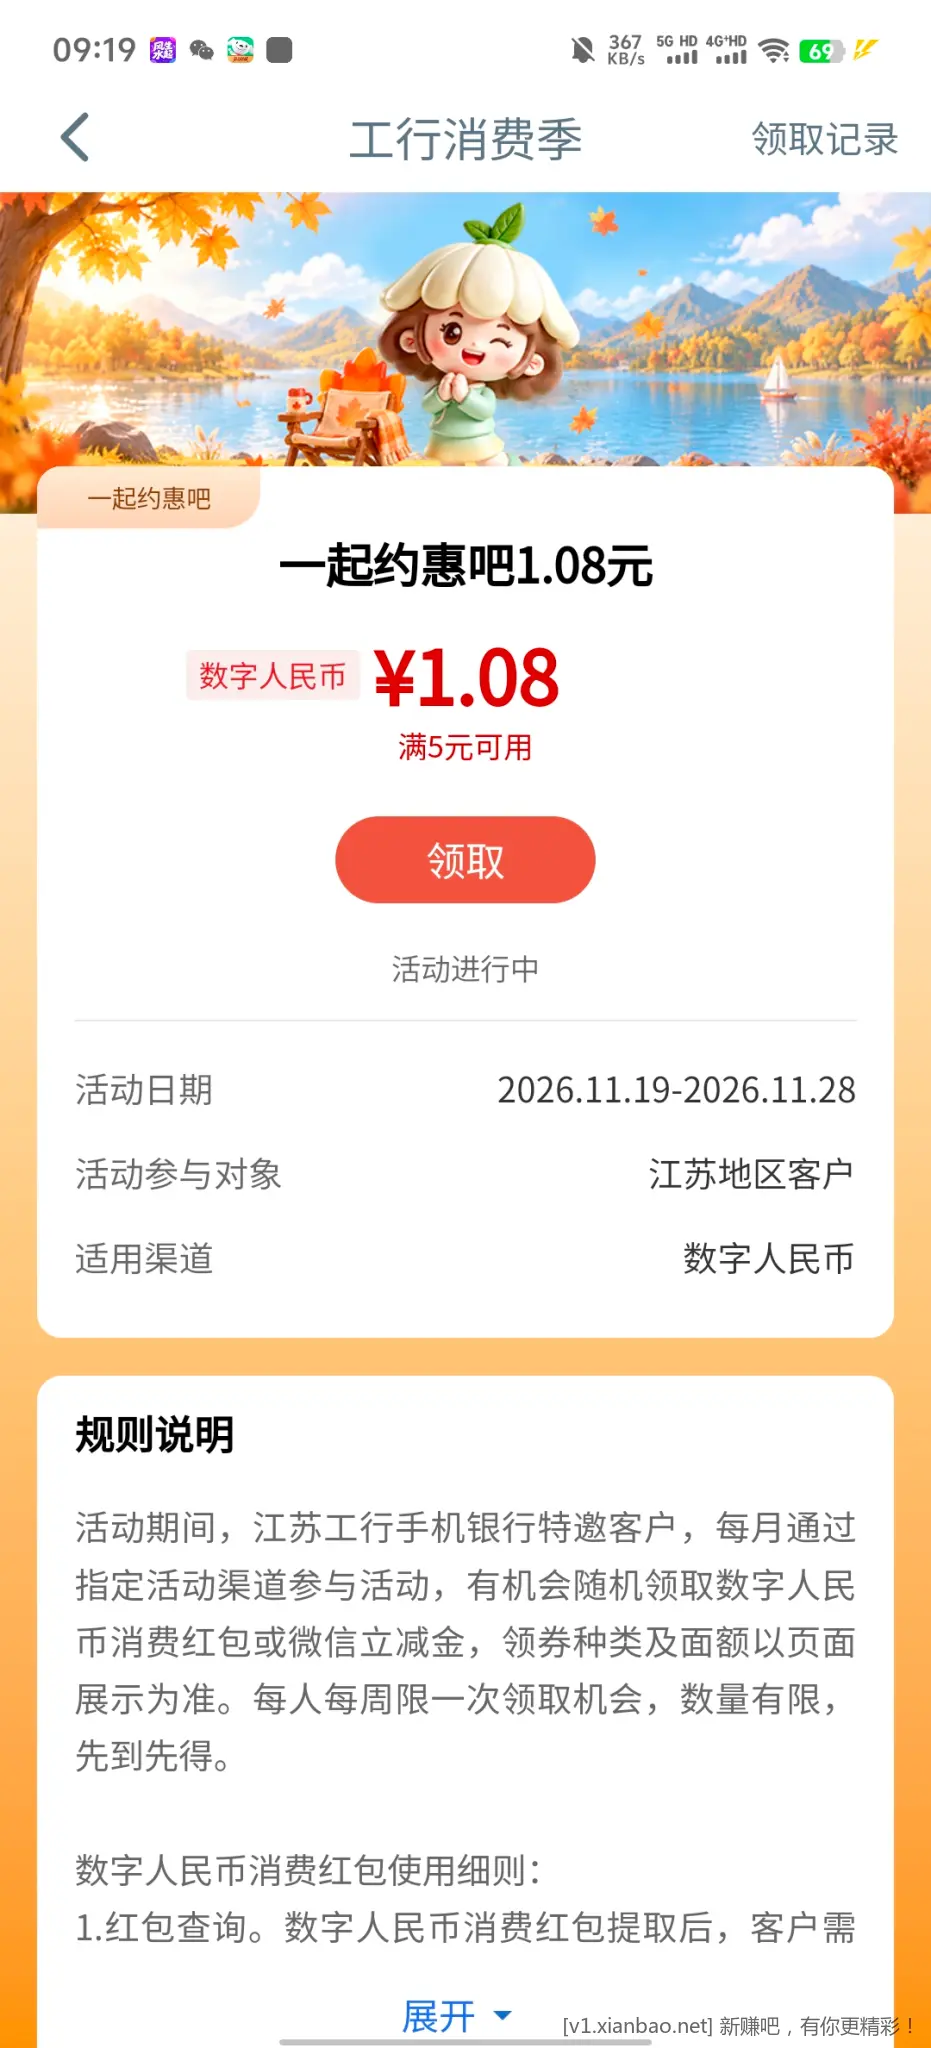 09:19
367 KB/s 5G HD 4G+HD 69
工行消费季
领取记录
一起约惠吧
一起约惠吧1.08元
数字人民币 ¥1.08
满5元可用
领取
活动进行中
活动日期 2026.11.19-2026.11.28
活动参与对象 江苏地区客户
适用渠道 数字人民币
规则说明
活动期间，江苏工行手机银行特邀客户，每月通过
指定活动渠道参与活动，有机会随机领取数字人民
币消费红包或微信立减金，领券种类及面额以页面
展示为准。每人每周限一次领取机会，数量有限，
先到先得。
数字人民币消费红包使用细则：
1.红包查询。数字人民币消费红包提取后，客户需
展开
[v1.xianbao.net] 新赚吧，有你更精彩！